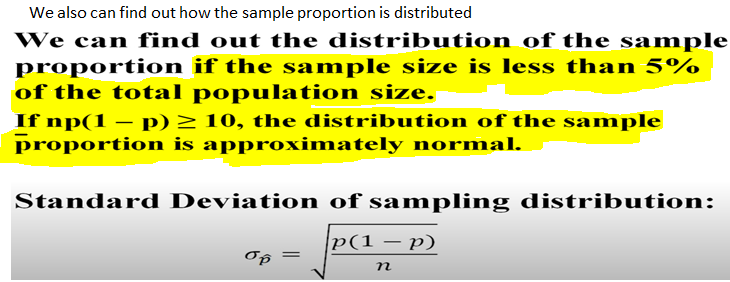 We also can find out how the sample proportion is distributed
We can find out the distribution of the sample
proportion if the sample size is less than 5%
of the total population size.
If np(1 – p) ≥ 10, the distribution of the sample
proportion is approximately normal.
Standard Deviation of sampling distribution:
σp̂ = √(p(1 – p)/n)